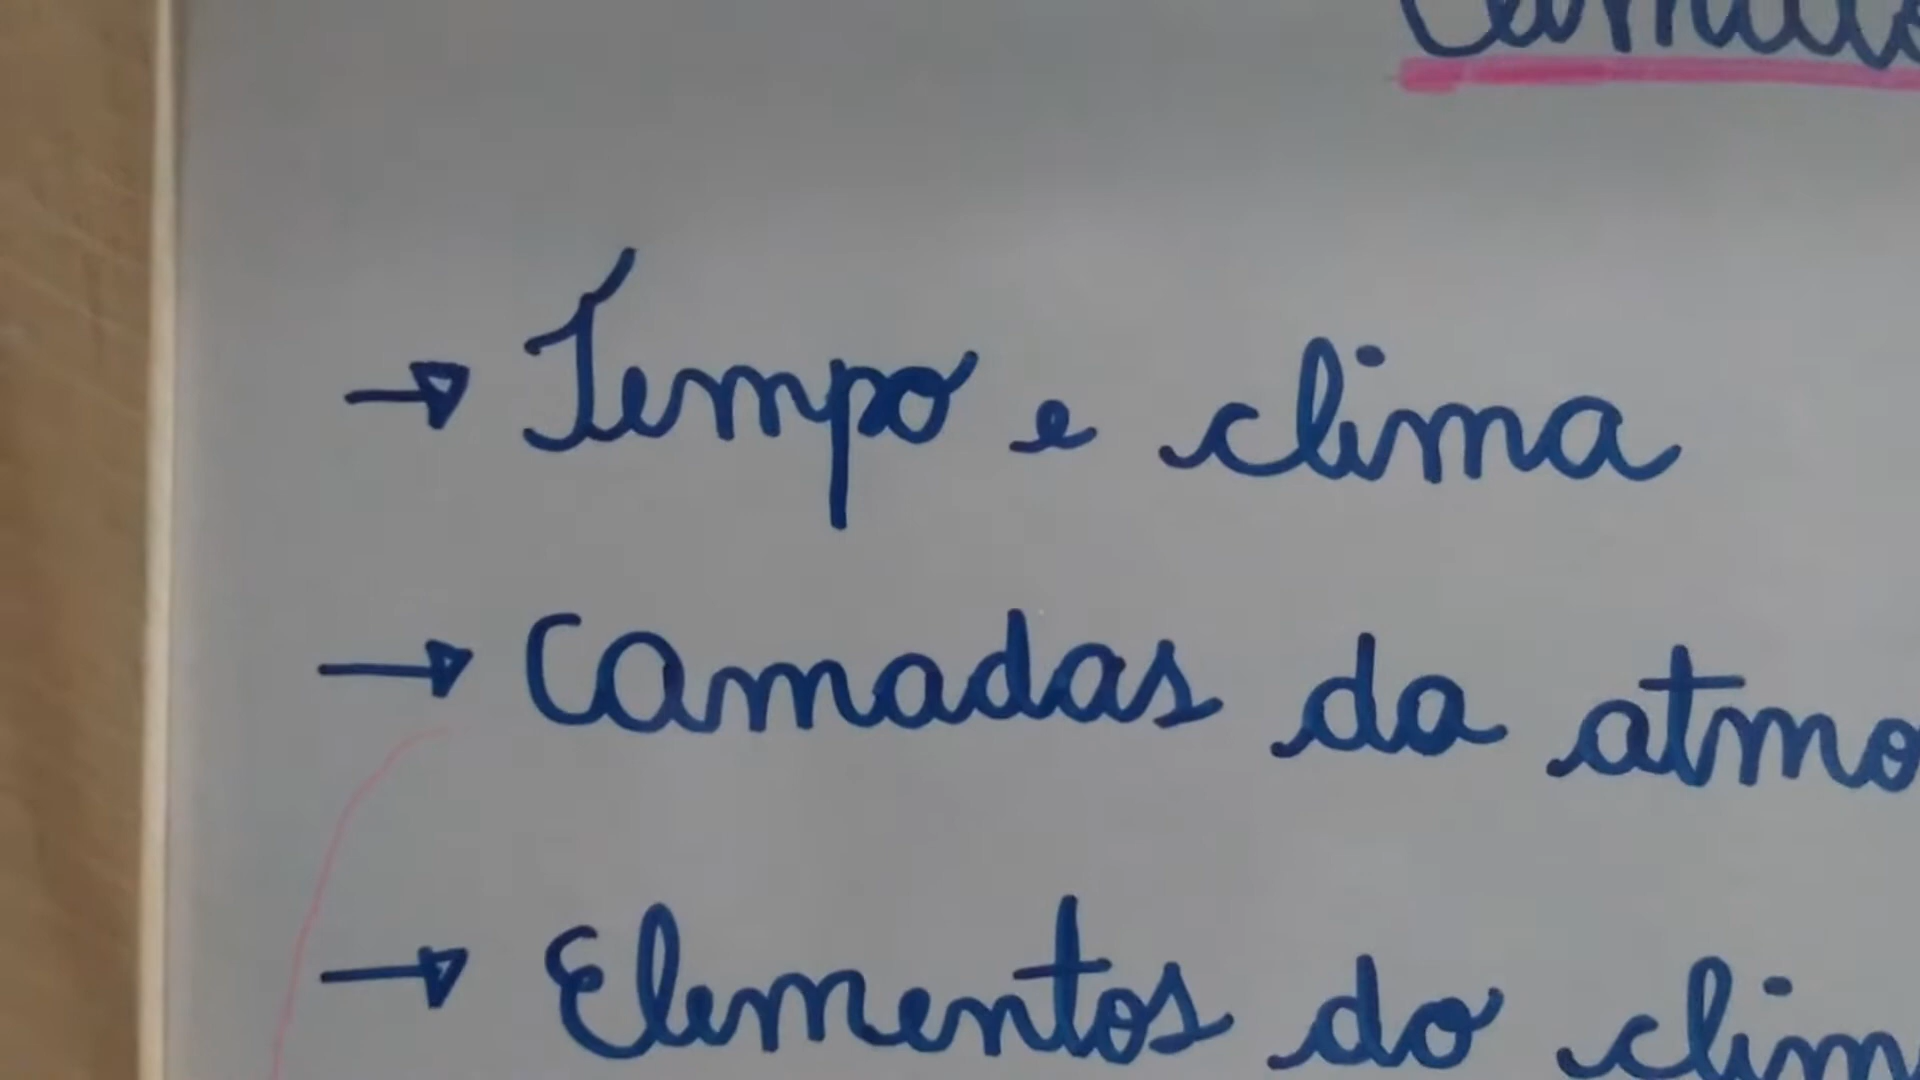 → Tempo e clima
→ Camadas da atmo
→ Elementos do clim